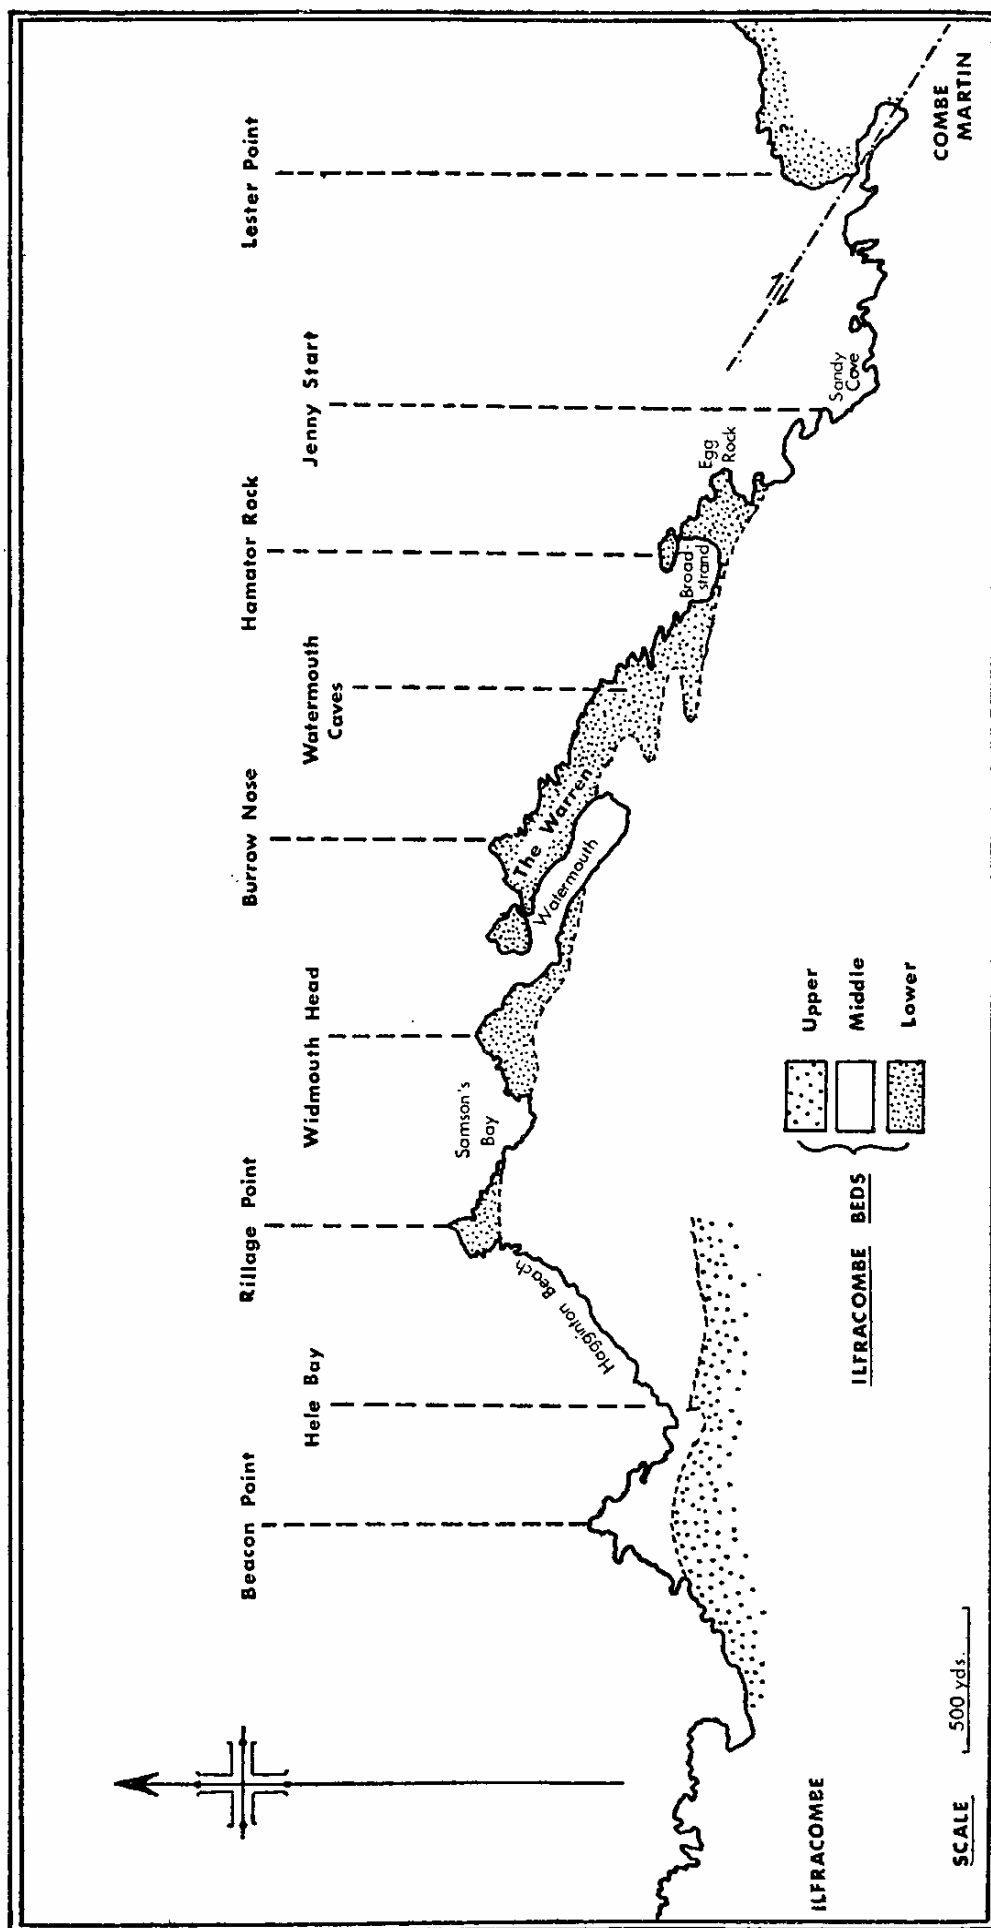 Beacon Point
Hele Bay
Rillage Point
Widmouth Head
Burrow Nose
Watermouth
Caves
Hamator Rock
Jenny Start
Lester Point
Hagginton Beach
Samson's
Bay
Watermouth
The Warren
Broad-
strand
Egg
Rock
Sandy
Cove
COMBE
MARTIN
ILFRACOMBE
SCALE
500 yds.
ILFRACOMBE BEDS
Upper
Middle
Lower